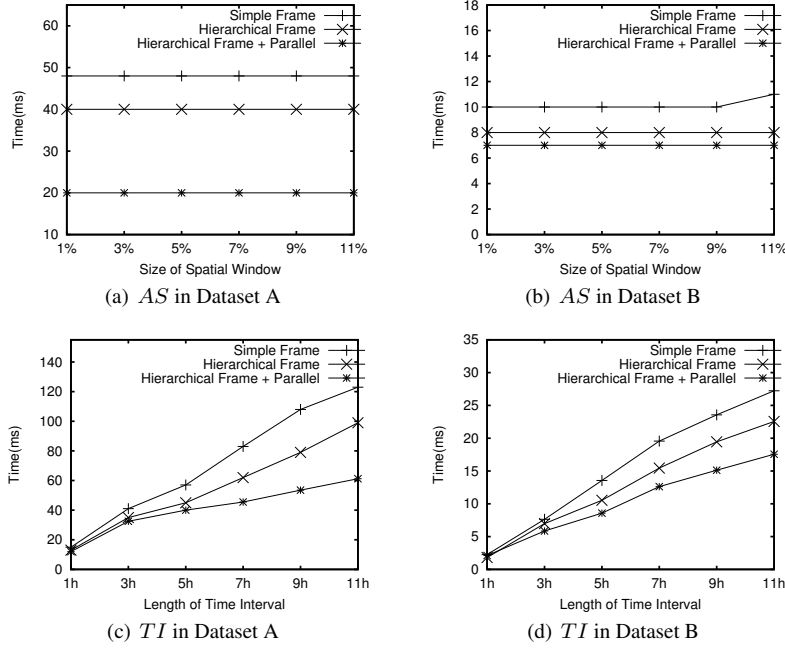 Simple Frame
Hierarchical Frame
Hierarchical Frame + Parallel
60
50
40
30
20
10
Time(ms)
1% 3% 5% 7% 9% 11%
Size of Spatial Window
(a) AS in Dataset A
Simple Frame
Hierarchical Frame
Hierarchical Frame + Parallel
18
16
14
12
10
8
6
4
2
0
Time(ms)
1% 3% 5% 7% 9% 11%
Size of Spatial Window
(b) AS in Dataset B
Simple Frame
Hierarchical Frame
Hierarchical Frame + Parallel
140
120
100
80
60
40
20
0
Time(ms)
1h 3h 5h 7h 9h 11h
Length of Time Interval
(c) TI in Dataset A
Simple Frame
Hierarchical Frame
Hierarchical Frame + Parallel
35
30
25
20
15
10
5
0
Time(ms)
1h 3h 5h 7h 9h 11h
Length of Time Interval
(d) TI in Dataset B